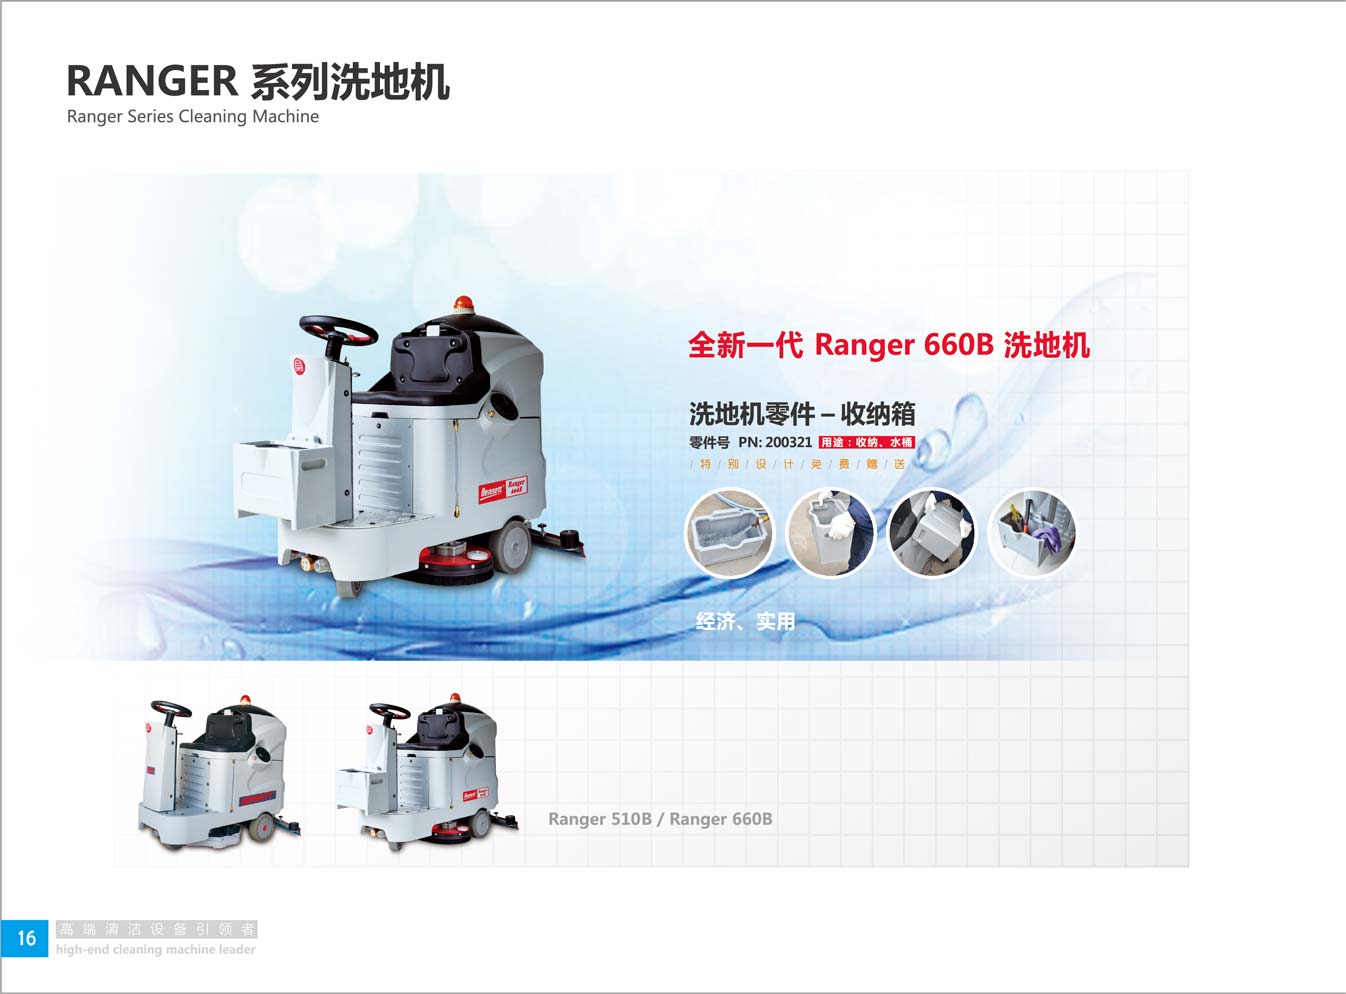 RANGER 系列洗地机
Ranger Series Cleaning Machine
全新一代 Ranger 660B 洗地机
洗地机零件 – 收纳箱
零件号 PN: 200321 用途：收纳、水桶
/ 特 / 别 / 设 / 计 / 免 / 费 / 赠 / 送 /
Bennett Ranger 660B
经济、实用
Ranger 510B / Ranger 660B
16
高端清洁设备引领者
high-end cleaning machine leader